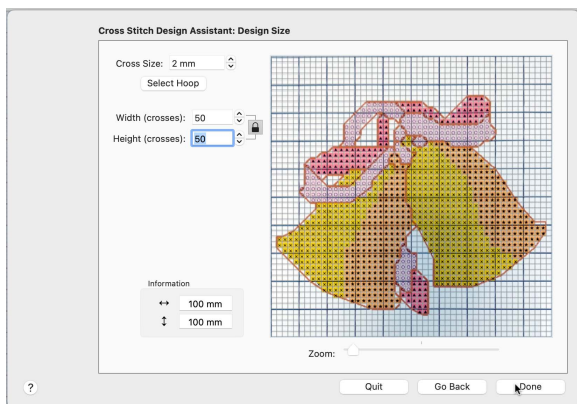 Cross Stitch Design Assistant: Design Size
Cross Size: 2 mm
Select Hoop
Width (crosses): 50
Height (crosses): 50
Information
↔ 100 mm
↕ 100 mm
Zoom:
? Quit Go Back Done